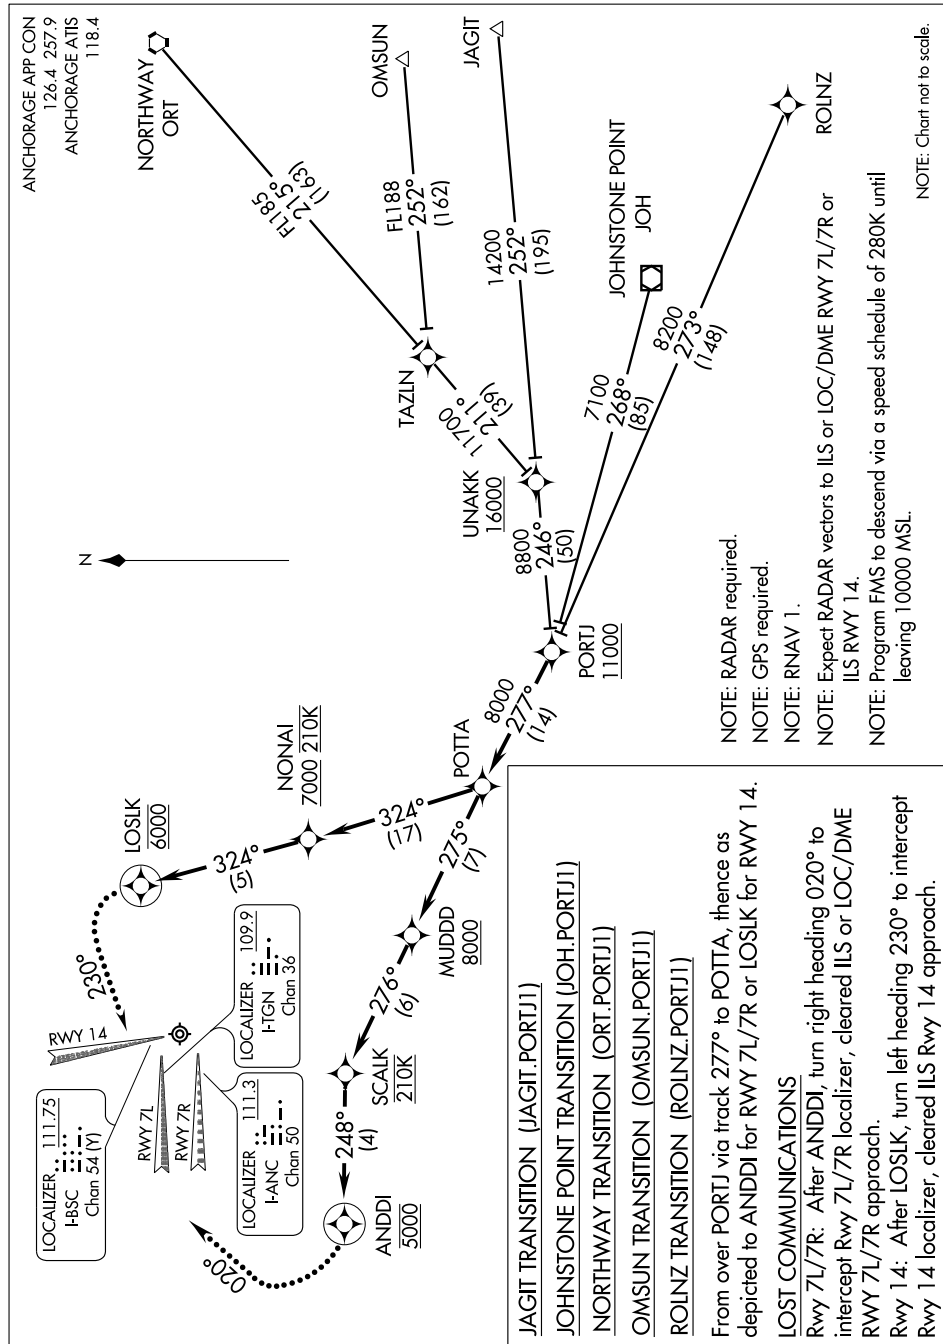 ANCHORAGE APP CON
126.4 257.9
ANCHORAGE ATIS
118.4
NORTHWAY
ORT
OMSUN
JAGIT
ROLNZ
JOHNSTONE POINT
JOH
FL185
215°
(163)
FL188
252°
(162)
14200
252°
(195)
8200
273°
(148)
7100
268°
(85)
TAZLN
11700
211°
(39)
UNAKK
16000
8800
246°
(50)
PORTJ
11000
8000
277°
(14)
POTTA
N
NONAI
7000 210K
324°
(17)
LOSLK
6000
324°
(5)
230°
275°
(7)
MUDDD
8000
276°
(6)
SCALK
210K
248°
(4)
ANDDI
5000
020°
RWY 14
RWY 7L
RWY 7R
LOCALIZER 111.75
I-BSC
Chan 54 (Y)
LOCALIZER 109.9
I-TGN
Chan 36
LOCALIZER 111.3
I-ANC
Chan 50
NOTE: RADAR required.
NOTE: GPS required.
NOTE: RNAV 1.
NOTE: Expect RADAR vectors to ILS or LOC/DME RWY 7L/7R or
ILS RWY 14.
NOTE: Program FMS to descend via a speed schedule of 280K until
leaving 10000 MSL.
NOTE: Chart not to scale.
JAGIT TRANSITION (JAGIT.PORTJ1)
JOHNSTONE POINT TRANSITION (JOH.PORTJ1)
NORTHWAY TRANSITION (ORT.PORTJ1)
OMSUN TRANSITION (OMSUN.PORTJ1)
ROLNZ TRANSITION (ROLNZ.PORTJ1)
From over PORTJ via track 277° to POTTA, thence as
depicted to ANDDI for RWY 7L/7R or LOSLK for RWY 14.
LOST COMMUNICATIONS
Rwy 7L/7R: After ANDDI, turn right heading 020° to
intercept Rwy 7L/7R localizer, cleared ILS or LOC/DME
RWY 7L/7R approach.
Rwy 14: After LOSLK, turn left heading 230° to intercept
Rwy 14 localizer, cleared ILS Rwy 14 approach.